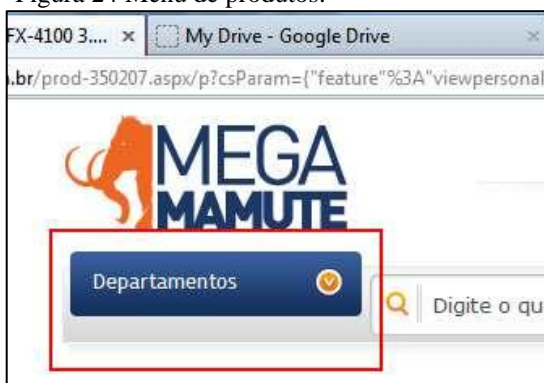 Figura 24 Menu de produtos.
FX-4100 3.... × My Drive - Google Drive ×
.br/prod-350207.aspx/p?csParam={"feature"%3A"viewpersonal
MEGA
MAMUTE
Departamentos
Digite o qu